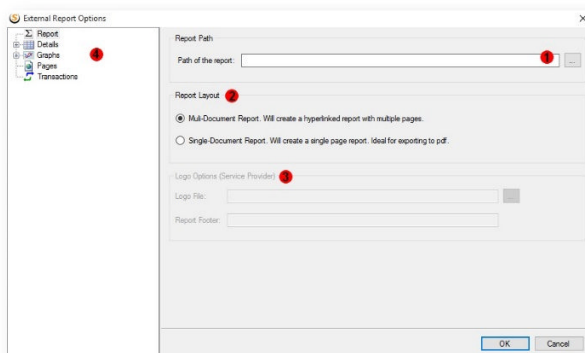 External Report Options
Report
Details
Graphs
Pages
Transactions
4
Report Path
Path of the report:
1
...
Report Layout 2
Muli-Document Report. Will create a hyperlinked report with multiple pages.
Single-Document Report. Will create a single page report. Ideal for exporting to pdf.
Logo Options (Service Provider) 3
Logo File:
...
Report Footer:
OK
Cancel